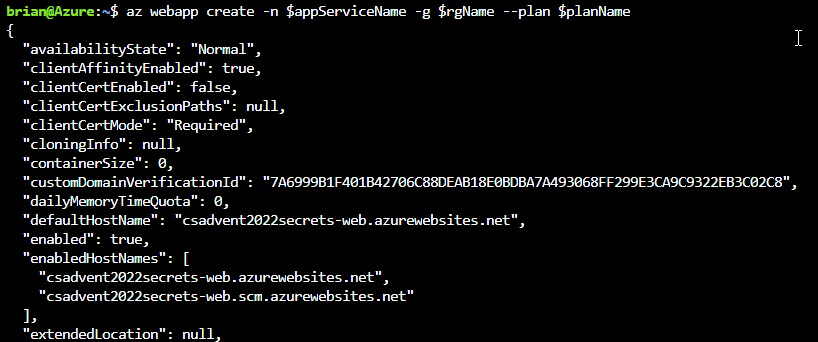 brian@Azure:~$ az webapp create -n $appServiceName -g $rgName --plan $planName
{
  "availabilityState": "Normal",
  "clientAffinityEnabled": true,
  "clientCertEnabled": false,
  "clientCertExclusionPaths": null,
  "clientCertMode": "Required",
  "cloningInfo": null,
  "containerSize": 0,
  "customDomainVerificationId": "7A6999B1F401B42706C88DEAB18E0BDBA7A493068FF299E3CA9C9322EB3C02C8",
  "dailyMemoryTimeQuota": 0,
  "defaultHostName": "csadvent2022secrets-web.azurewebsites.net",
  "enabled": true,
  "enabledHostNames": [
    "csadvent2022secrets-web.azurewebsites.net",
    "csadvent2022secrets-web.scm.azurewebsites.net"
  ],
  "extendedLocation": null,